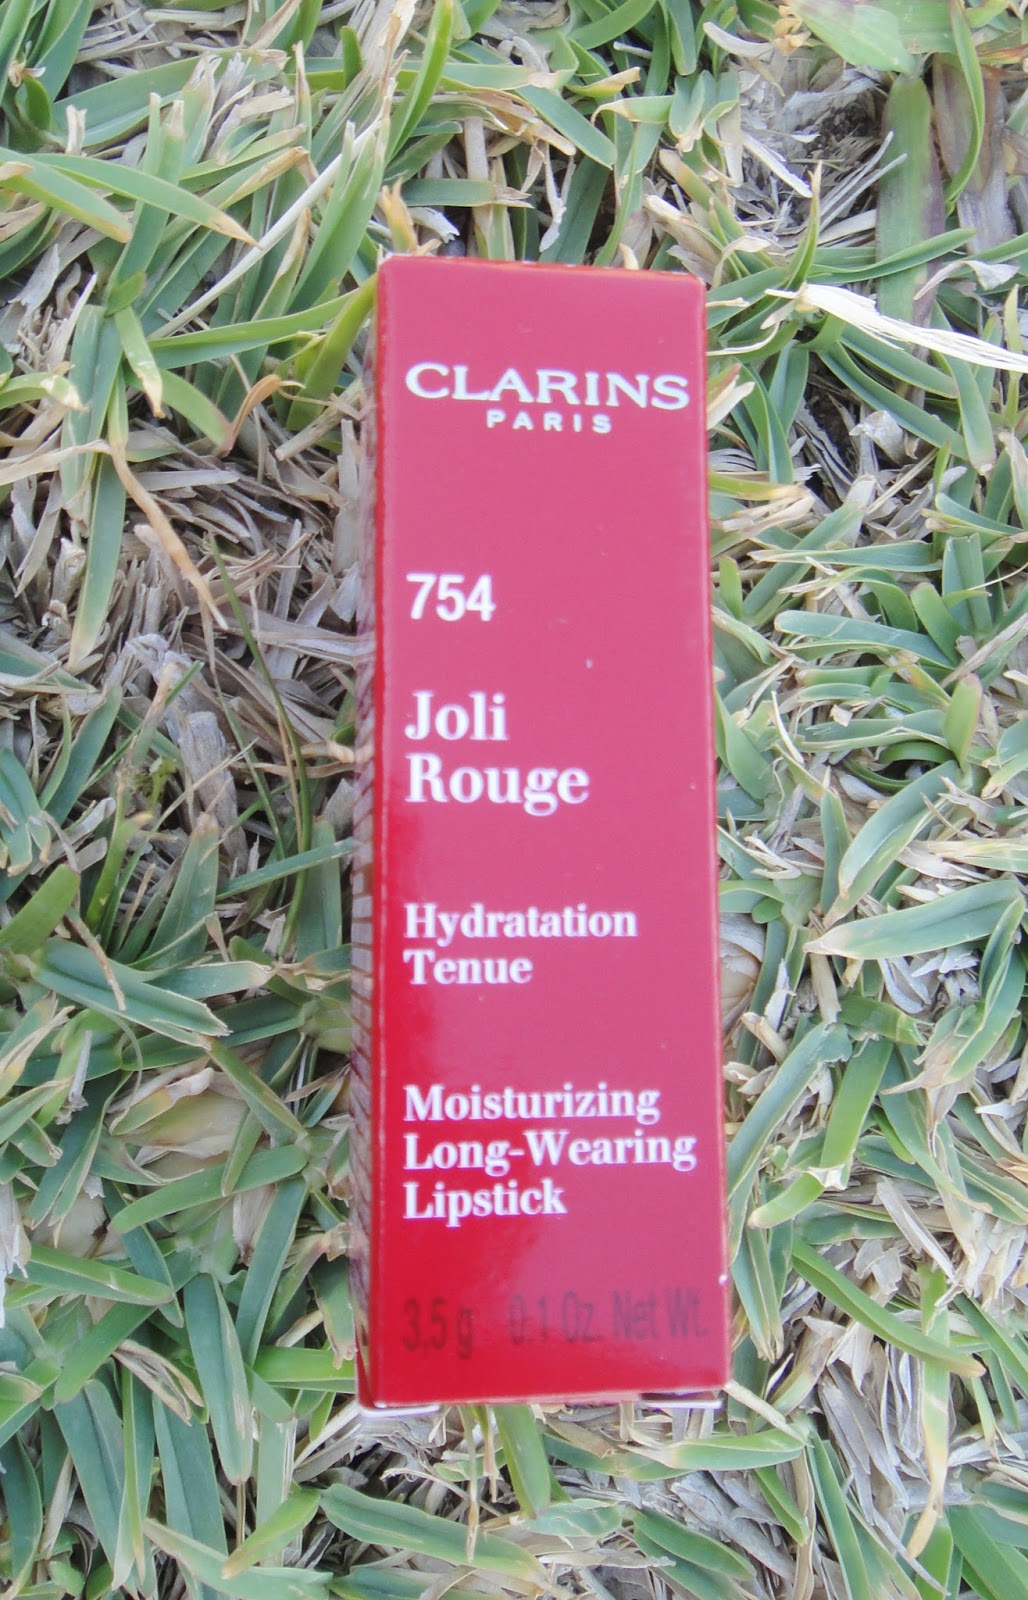 CLARINS
PARIS
754
Joli
Rouge
Hydratation
Tenue
Moisturizing
Long-Wearing
Lipstick
3,5 g 0.1 Oz. Net Wt.